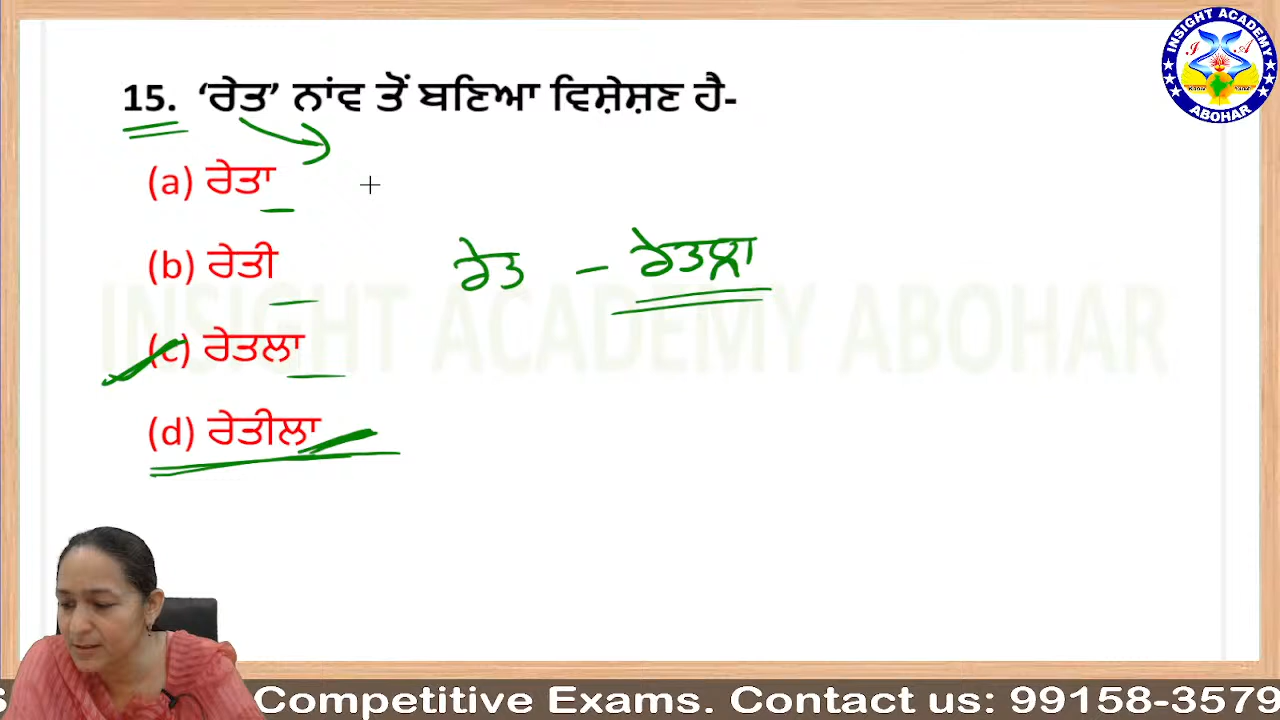 INSIGHT ACADEMY
I A
ABOHAR
15. ‘ਰੇਤ’ ਨਾਂਵ ਤੋਂ ਬਣਿਆ ਵਿਸ਼ੇਸ਼ਣ ਹੈ-
(a) ਰੇਤਾ
(b) ਰੇਤੀ
ਰੇਤ – ਰੇਤਲਾ
INSIGHT ACADEMY ABOHAR
(c) ਰੇਤਲਾ
(d) ਰੇਤੀਲਾ
S Competitive Exams. Contact us: 99158-3579